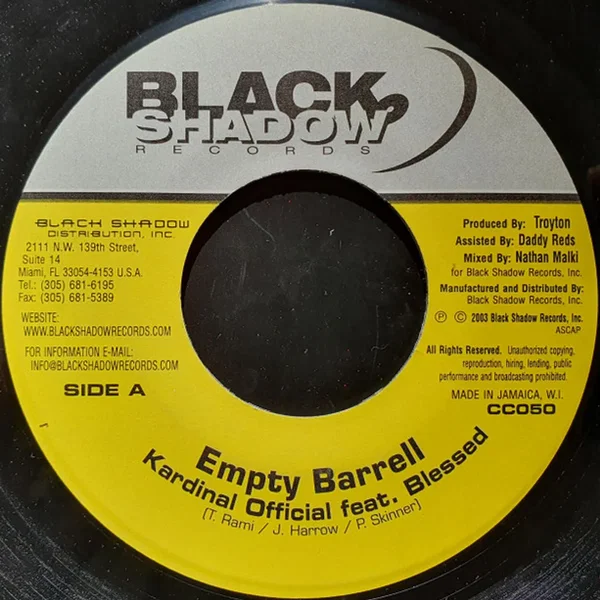 BLACK
SHADOW
RECORDS
BLACK SHADOW
DISTRIBUTION, INC.
2111 N.W. 139th Street,
Suite 14
Miami, FL 33054-4153 U.S.A.
Tel.: (305) 681-6195
Fax: (305) 681-5389
WEBSITE:
WWW.BLACKSHADOWRECORDS.COM
FOR INFORMATION E-MAIL:
INFO@BLACKSHADOWRECORDS.COM
SIDE A
Produced By: Troyton
Assisted By: Daddy Reds
Mixed By: Nathan Malki
for Black Shadow Records, Inc.
Manufactured and Distributed By:
Black Shadow Records, Inc.
℗ © 2003 Black Shadow Records, Inc.
ASCAP
All Rights Reserved. Unauthorized copying,
reproduction, hiring, lending, public
performance and broadcasting prohibited.
MADE IN JAMAICA, W.I.
CC050
Empty Barrell
Kardinal Official feat. Blessed
(T. Rami / J. Harrow / P. Skinner)